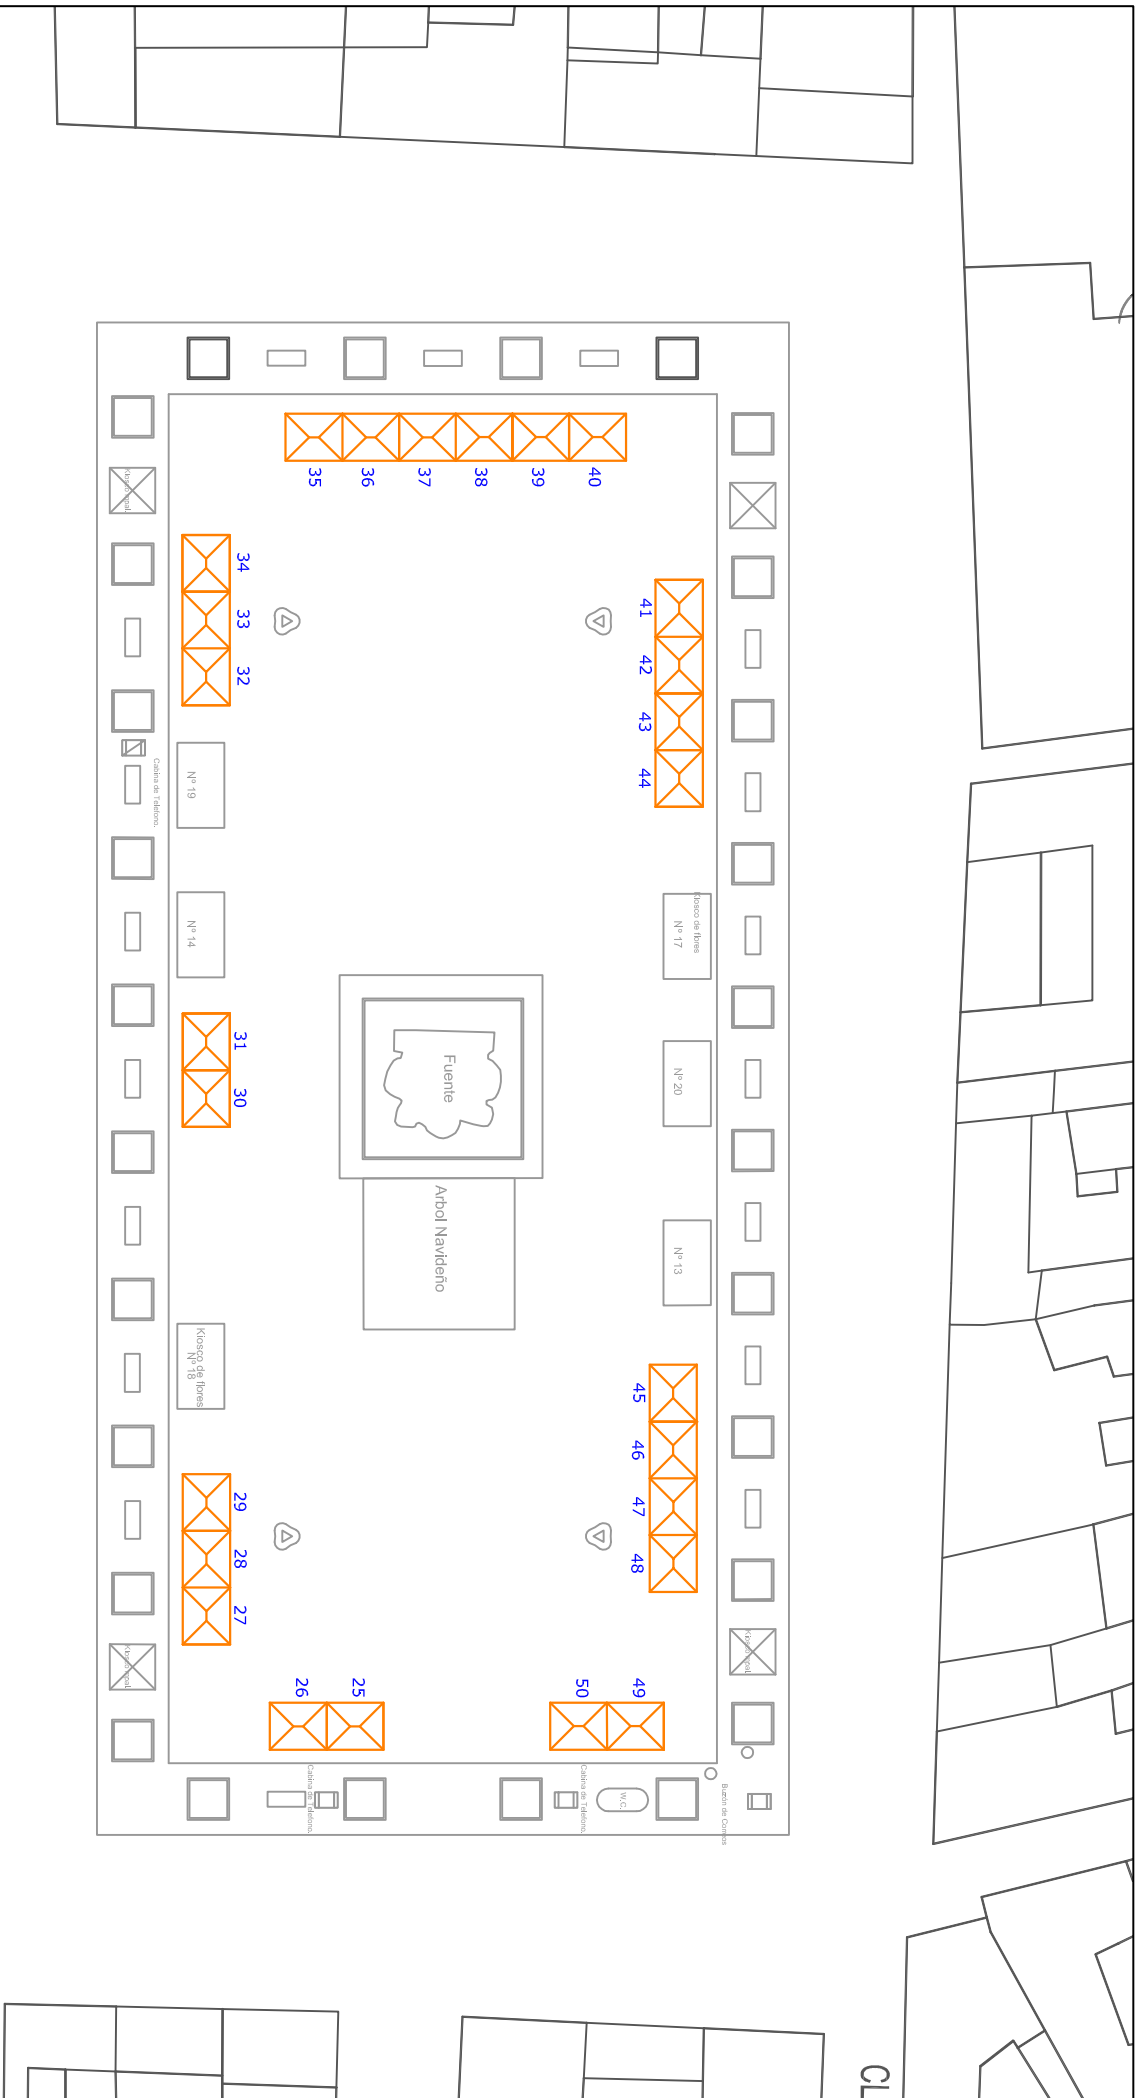 35
36
37
38
39
40
34
33
32
41
42
43
44
Cabina de Telefono.
Nº 19
Nº 14
Kiosco de flores
Nº 17
Nº 20
Nº 13
31
30
Fuente
Arbol Navideño
Kiosco de flores
Nº 18
45
46
47
48
29
28
27
26
25
50
49
Cabina de Telefono.
Cabina de Telefono.
W.C.
Buzón de Correos
CL